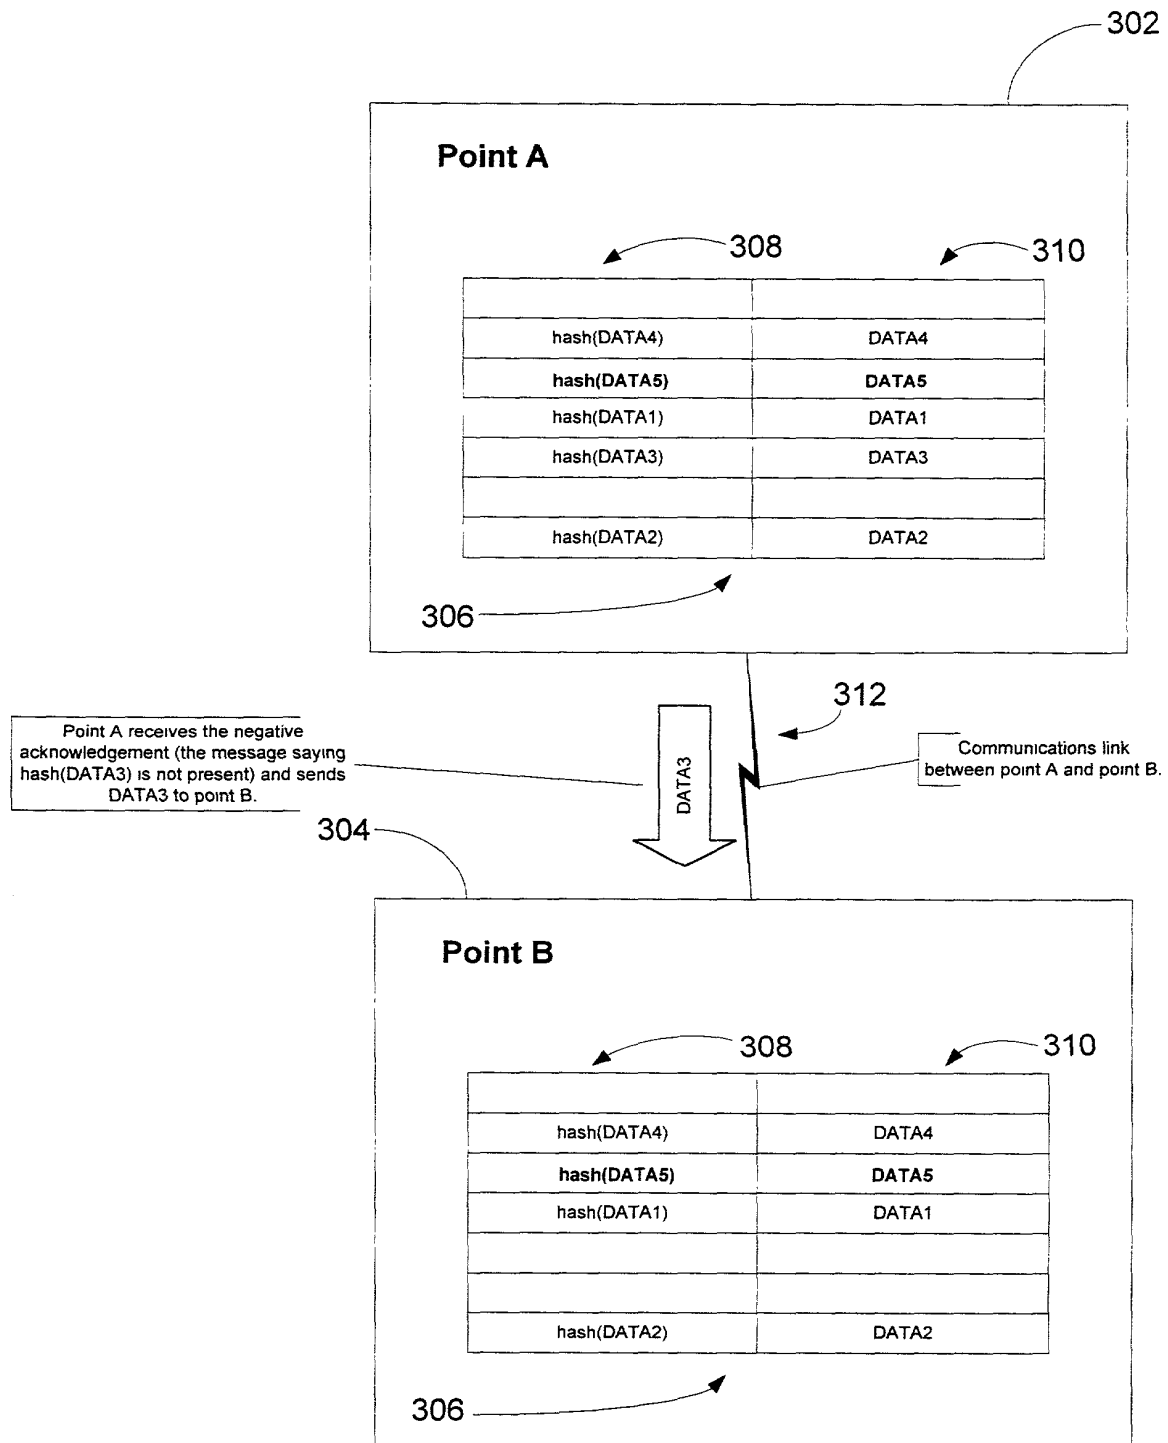 302
Point A
308
310
hash(DATA4) DATA4
hash(DATA5) DATA5
hash(DATA1) DATA1
hash(DATA3) DATA3
hash(DATA2) DATA2
306
312
Point A receives the negative
acknowledgement (the message saying
hash(DATA3) is not present) and sends
DATA3 to point B.
DATA3
Communications link
between point A and point B.
304
Point B
308
310
hash(DATA4) DATA4
hash(DATA5) DATA5
hash(DATA1) DATA1
hash(DATA2) DATA2
306